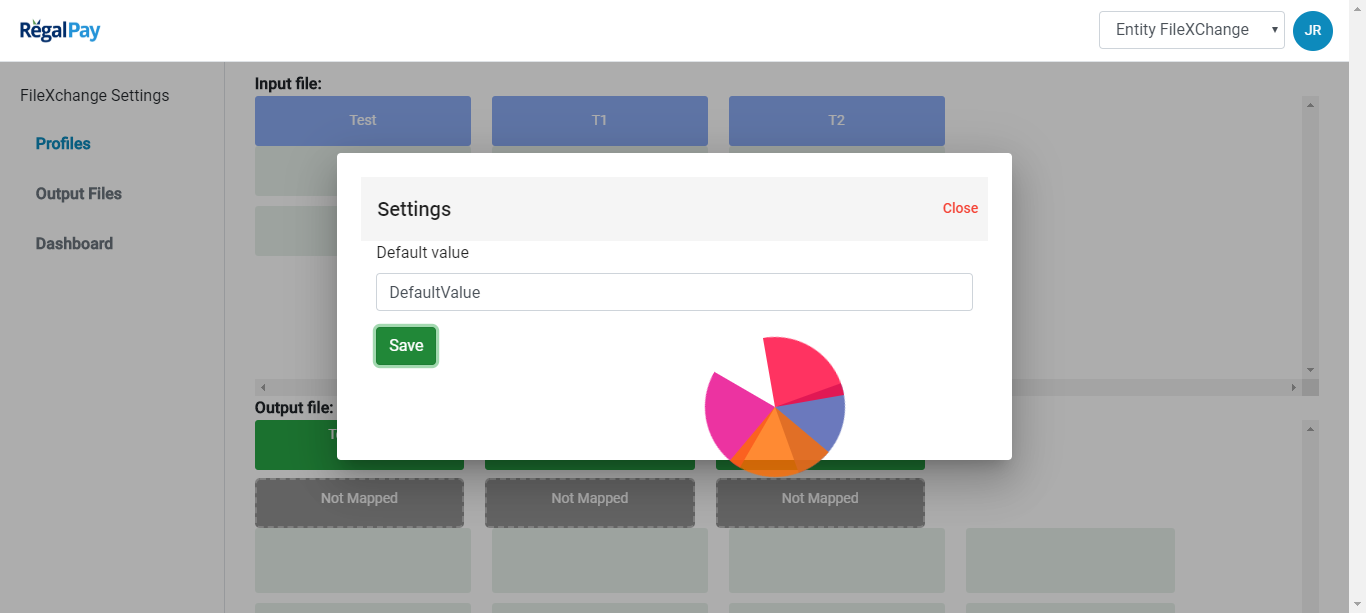 RégalPay
Entity FileXChange
JR
FileXchange Settings
Profiles
Output Files
Dashboard
Input file:
Test
T1
T2
Settings
Close
Default value
DefaultValue
Save
Output file:
Not Mapped
Not Mapped
Not Mapped